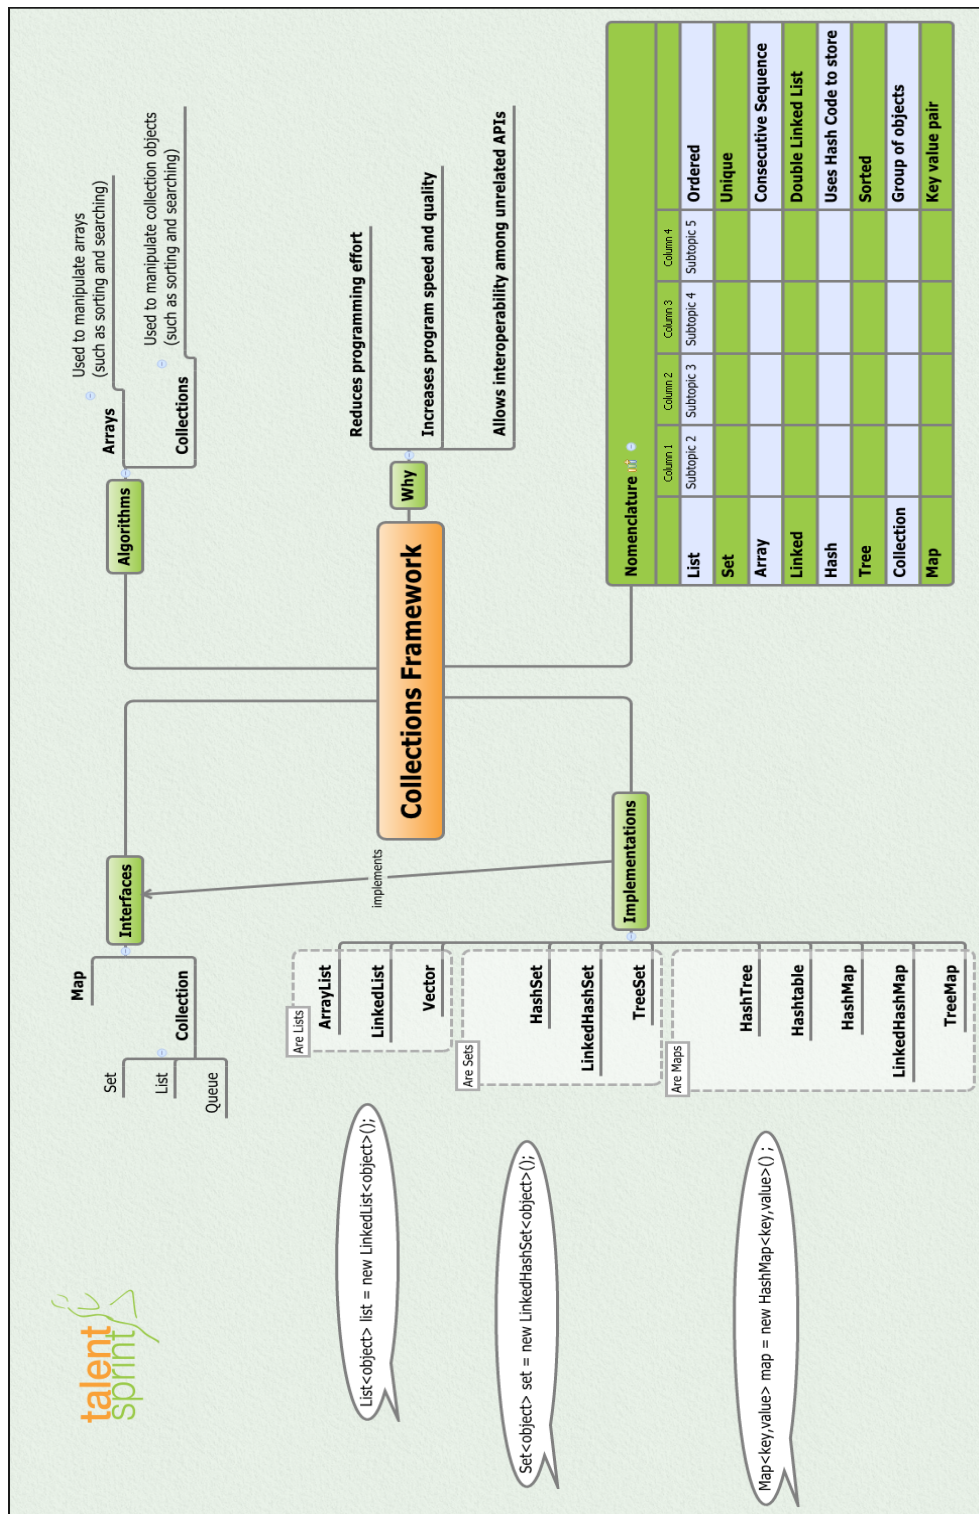 talent
sprint
Collections Framework
Interfaces
Map
Collection
Set
List
Queue
implements
Implementations
Are Lists
ArrayList
LinkedList
Vector
Are Sets
HashSet
LinkedHashSet
TreeSet
Are Maps
HashTree
Hashtable
HashMap
LinkedHashMap
TreeMap
List<object> list = new LinkedList<object>();
Set<object> set = new LinkedHashSet<object>();
Map<key,value> map = new HashMap<key,value>() ;
Algorithms
Arrays
Used to manipulate arrays
(such as sorting and searching)
Collections
Used to manipulate collection objects
(such as sorting and searching)
Why
Reduces programming effort
Increases program speed and quality
Allows interoperability among unrelated APIs
Nomenclature
Column 1 Column 2 Column 3 Column 4
List Subtopic 2 Subtopic 3 Subtopic 4 Subtopic 5 Ordered
Set Unique
Array Consecutive Sequence
Linked Double Linked List
Hash Uses Hash Code to store
Tree Sorted
Collection Group of objects
Map Key value pair